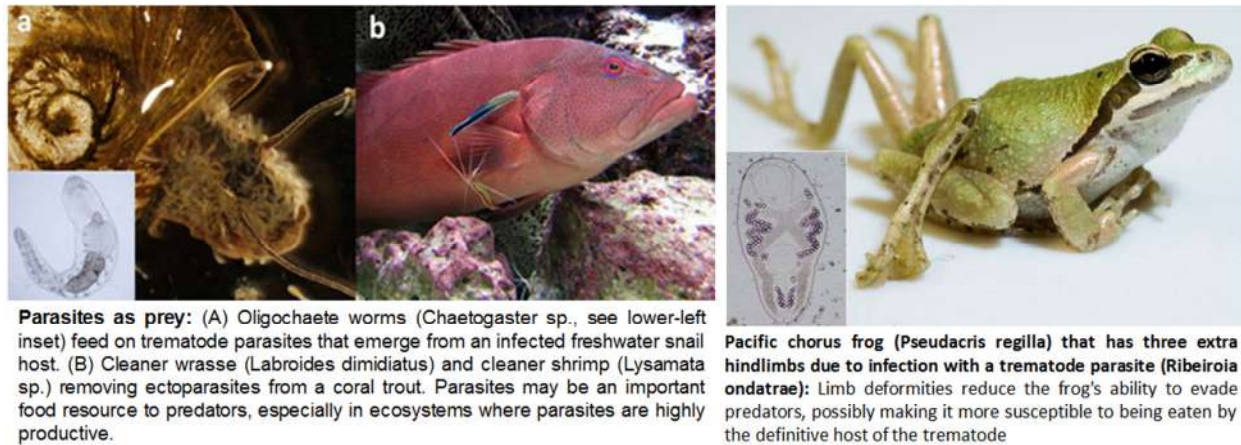 a
b
Parasites as prey: (A) Oligochaete worms (Chaetogaster sp., see lower-left
inset) feed on trematode parasites that emerge from an infected freshwater snail
host. (B) Cleaner wrasse (Labroides dimidiatus) and cleaner shrimp (Lysamata
sp.) removing ectoparasites from a coral trout. Parasites may be an important
food resource to predators, especially in ecosystems where parasites are highly
productive.
Pacific chorus frog (Pseudacris regilla) that has three extra
hindlimbs due to infection with a trematode parasite (Ribeiroia
ondatrae): Limb deformities reduce the frog's ability to evade
predators, possibly making it more susceptible to being eaten by
the definitive host of the trematode